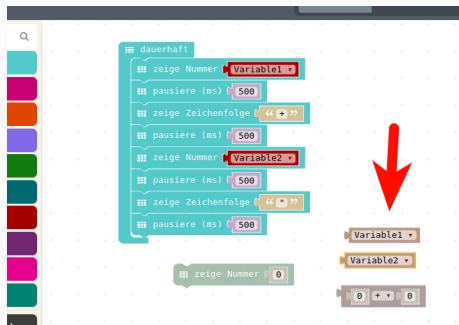 dauerhaft
zeige Nummer Variable1
pausiere (ms) 500
zeige Zeichenfolge “ + ”
pausiere (ms) 500
zeige Nummer Variable2
pausiere (ms) 500
zeige Zeichenfolge “ = ”
pausiere (ms) 500
Variable1
Variable2
zeige Nummer 0
0 + 0